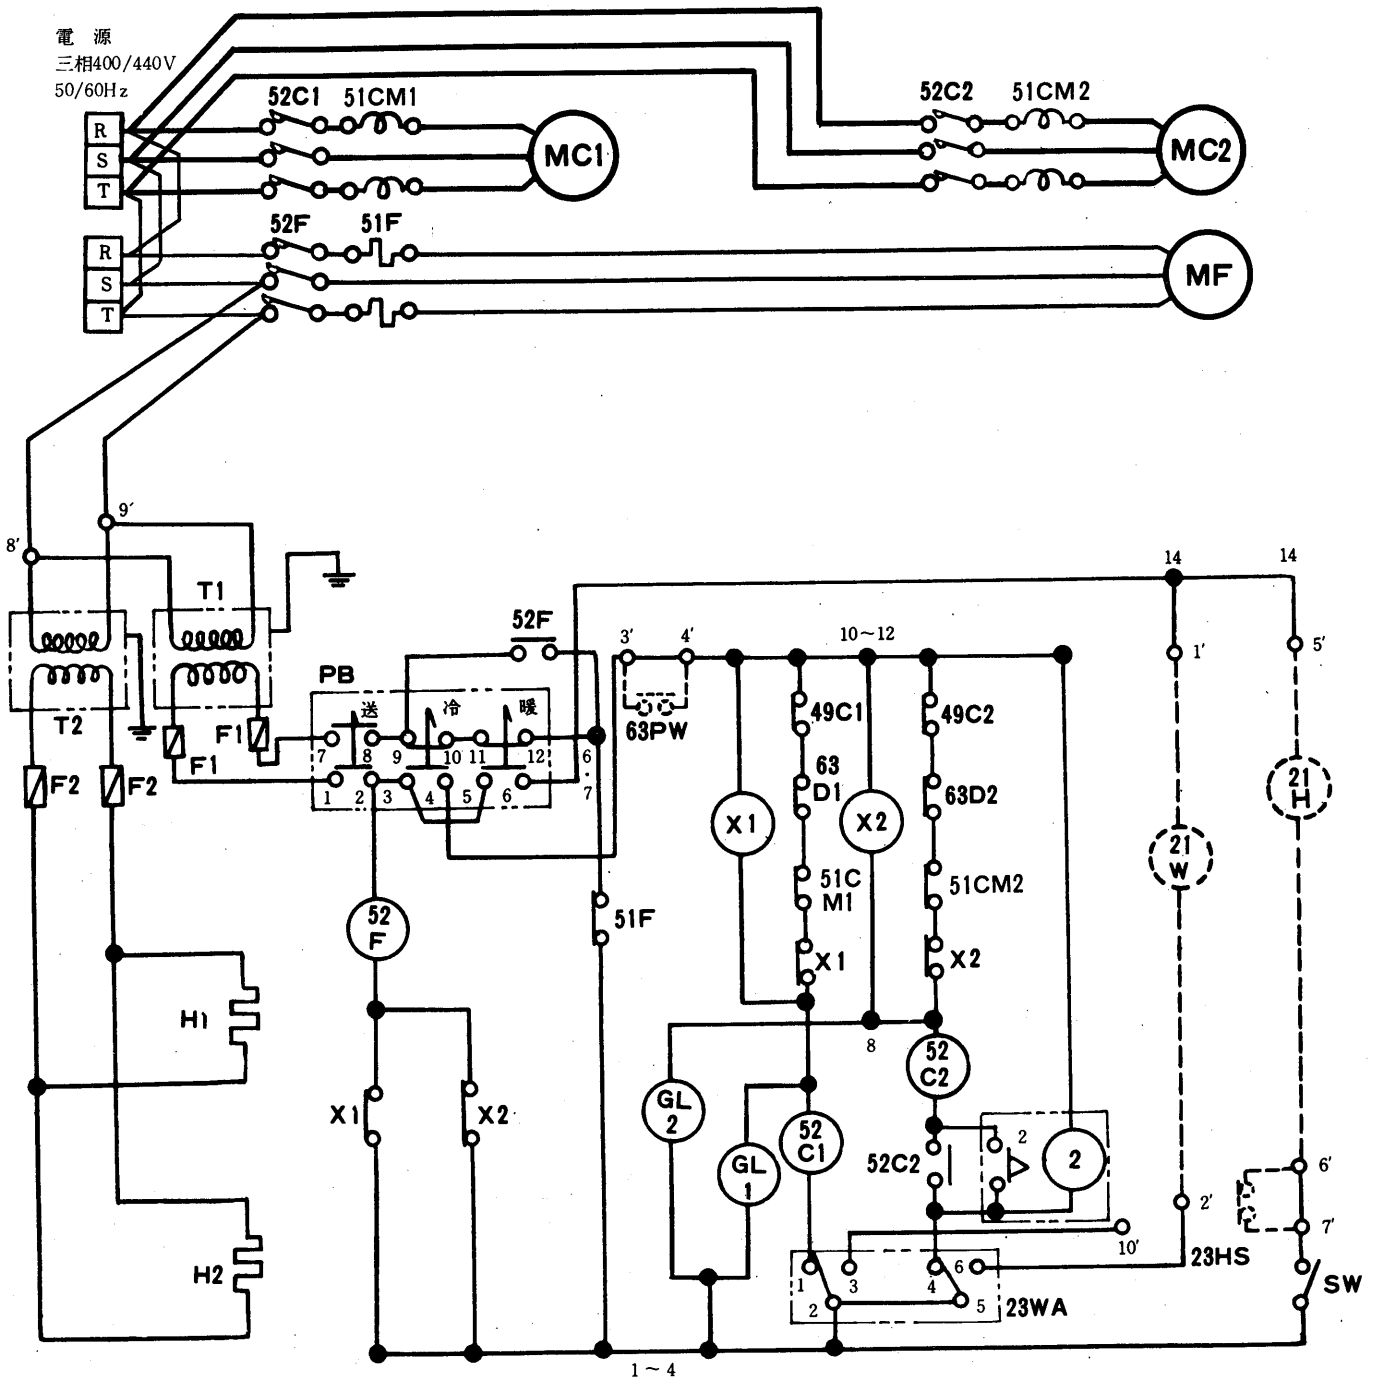 電 源
三相400/440V
50/60Hz
R
S
T
52C1
51CM1
MC1
52C2
51CM2
MC2
R
S
T
52F
51F
MF
8′
9′
T1
T2
F1
F1
F2
F2
PB
送
冷
暖
7
8
9
10
11
12
1
2
3
4
5
6
6
7
52F
3′
4′
63PW
10～12
14
14
1′
5′
49C1
63
D1
51C
M1
X1
X1
X2
49C2
63D2
51CM2
X2
21
W
21
H
52
F
51F
H1
H2
X1
X2
8
GL
2
GL
1
52
C1
52
C2
52C2
2
2
10′
2′
6′
7′
23HS
SW
1
2
3
4
5
6
23WA
1～4